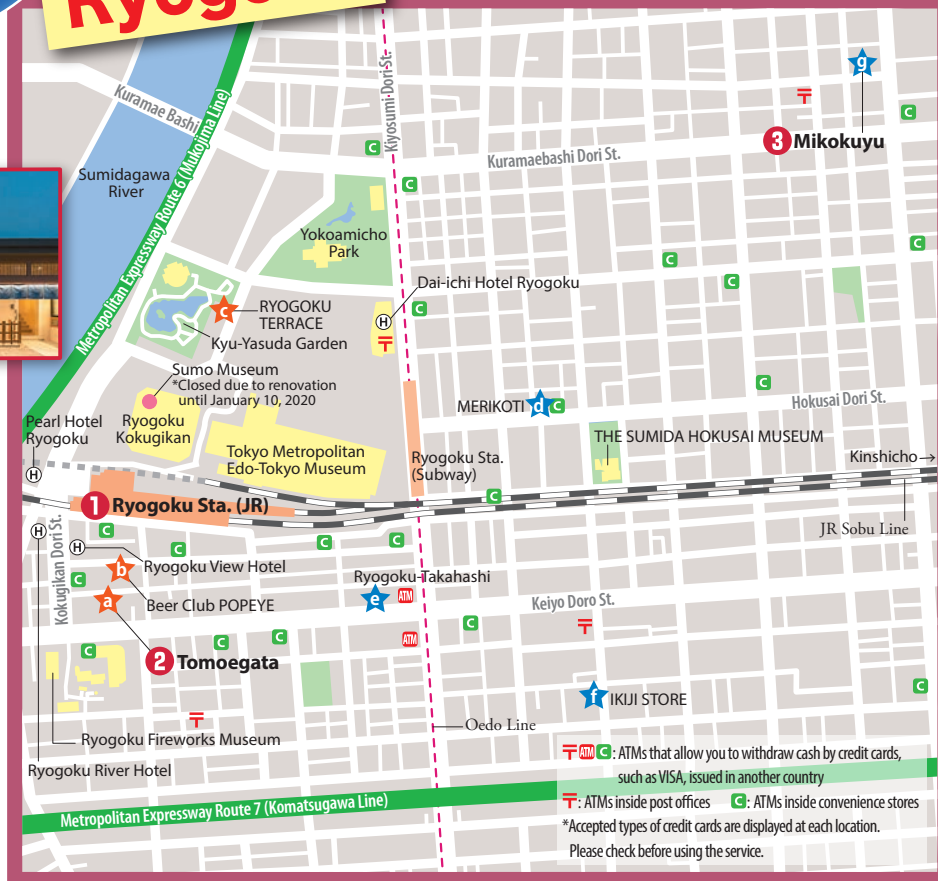 Kuramae Bashi
Sumidagawa
River
Metropolitan Expressway Route 6 (Mukojima Line)
Kiyosumi-Dori St.
Kuramaebashi Dori St.
g
3 Mikokuyu
Yokoamicho
Park
Dai-ichi Hotel Ryogoku
H
c
RYOGOKU
TERRACE
Kyu-Yasuda Garden
Sumo Museum
*Closed due to renovation
until January 10, 2020
Ryogoku
Kokugikan
Pearl Hotel
Ryogoku
H
Tokyo Metropolitan
Edo-Tokyo Museum
Ryogoku Sta.
(Subway)
MERIKOTI
d
C
Hokusai Dori St.
THE SUMIDA HOKUSAI MUSEUM
Kinshicho →
JR Sobu Line
1 Ryogoku Sta. (JR)
Kokugikan Dori St.
H
H
Ryogoku View Hotel
b
Beer Club POPEYE
a
2 Tomoegata
Ryogoku-Takahashi
e
ATM
ATM
Keiyo Doro St.
f
IKIJI STORE
Oedo Line
Ryogoku Fireworks Museum
Ryogoku River Hotel
Metropolitan Expressway Route 7 (Komatsugawa Line)
〒 ATM C : ATMs that allow you to withdraw cash by credit cards,
such as VISA, issued in another country
〒: ATMs inside post offices C : ATMs inside convenience stores
*Accepted types of credit cards are displayed at each location.
Please check before using the service.